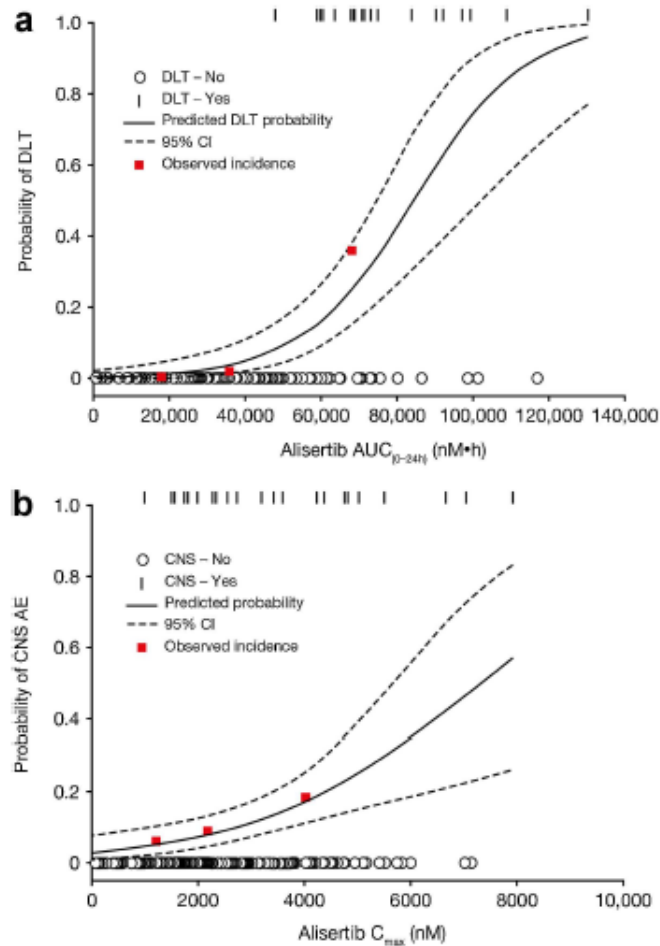 a
1.0
0.8
0.6
0.4
0.2
0
Probability of DLT
DLT – No
DLT – Yes
Predicted DLT probability
95% CI
Observed incidence
0 20,000 40,000 60,000 80,000 100,000 120,000 140,000
Alisertib AUC(0–24h) (nM•h)
b
1.0
0.8
0.6
0.4
0.2
0
Probability of CNS AE
CNS – No
CNS – Yes
Predicted probability
95% CI
Observed incidence
0 2000 4000 6000 8000 10,000
Alisertib Cmax (nM)